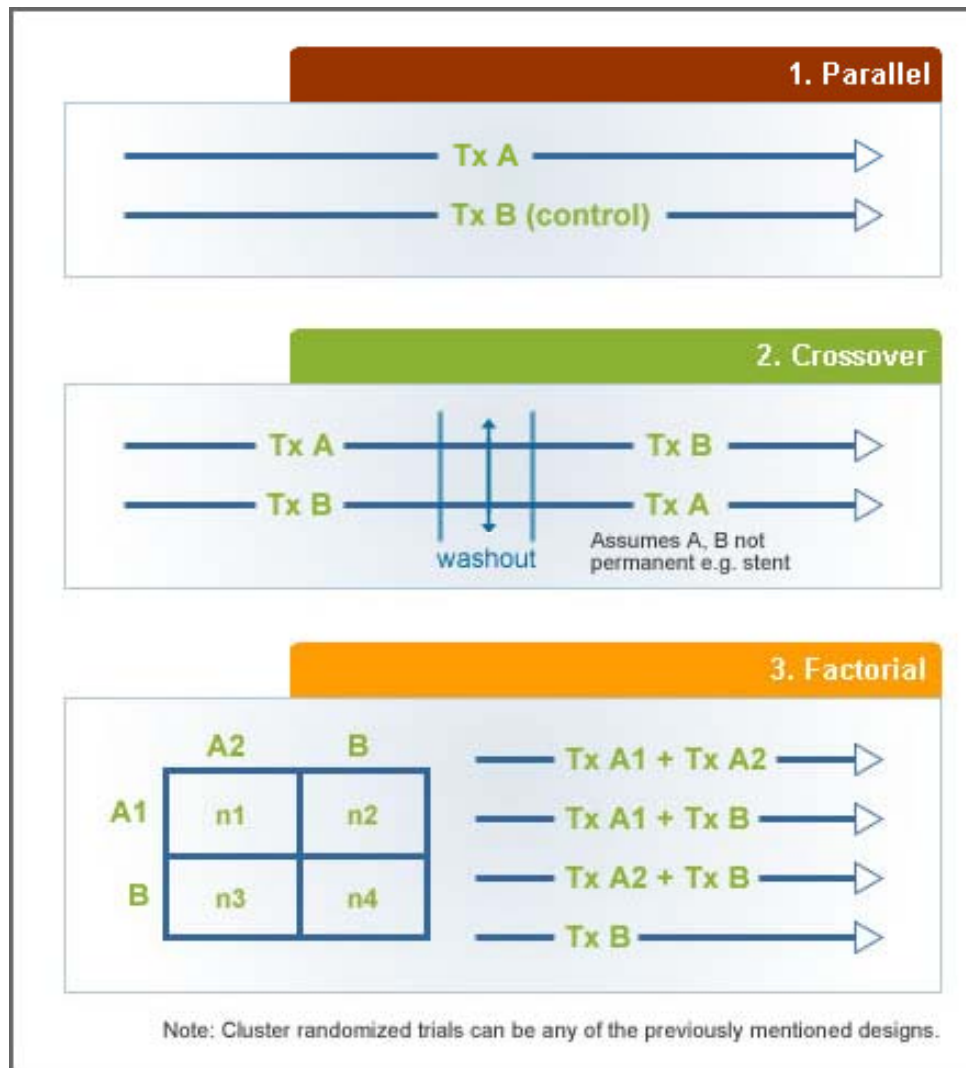 1. Parallel
Tx A
Tx B (control)
2. Crossover
Tx A
Tx B
Tx B
Tx A
washout
Assumes A, B not
permanent e.g. stent
3. Factorial
A2 B
A1 n1 n2
B n3 n4
Tx A1 + Tx A2
Tx A1 + Tx B
Tx A2 + Tx B
Tx B
Note: Cluster randomized trials can be any of the previously mentioned designs.